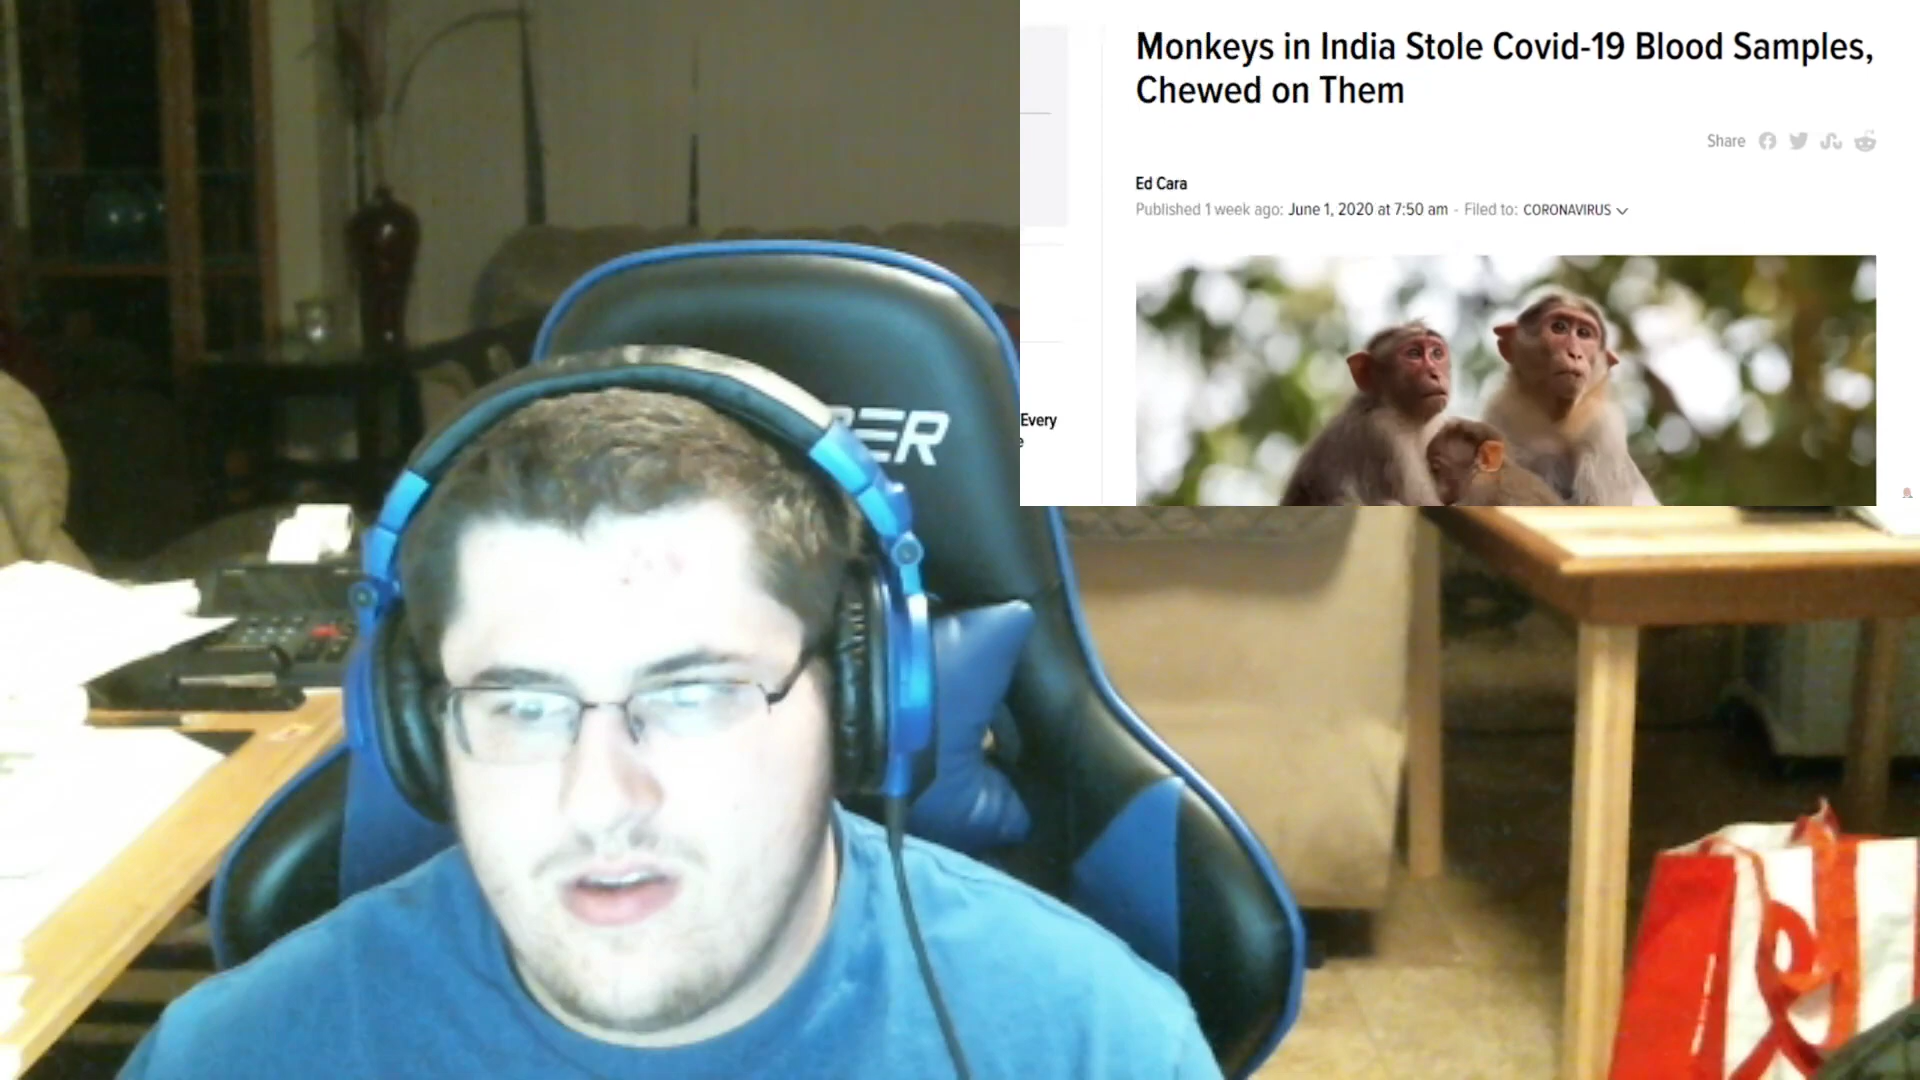 Monkeys in India Stole Covid-19 Blood Samples,
Chewed on Them
Share
Ed Cara
Published 1 week ago: June 1, 2020 at 7:50 am - Filed to: CORONAVIRUS
Every
e
ER